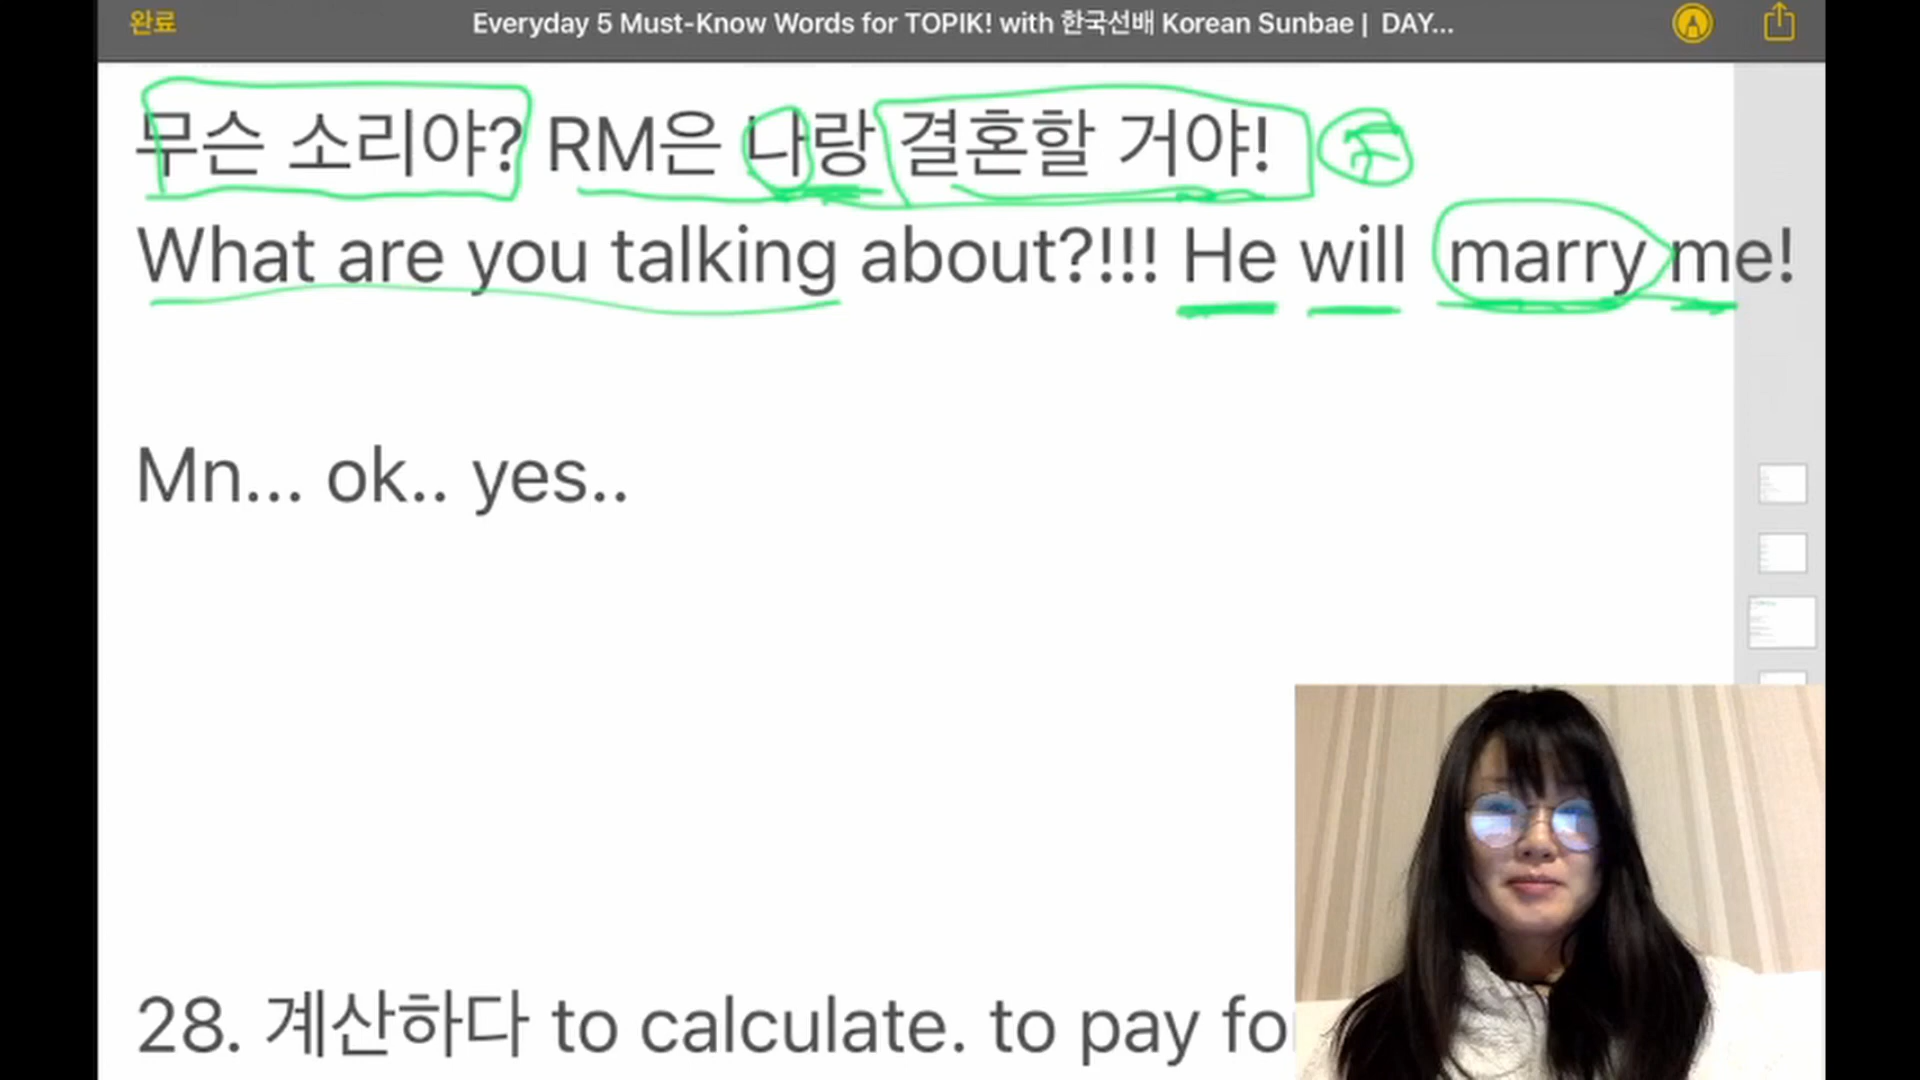 완료 Everyday 5 Must-Know Words for TOPIK! with 한국선배 Korean Sunbae | DAY...
무슨 소리야? RM은 나랑 결혼할 거야!
What are you talking about?!!! He will marry me!
Mn... ok.. yes..
28. 계산하다 to calculate. to pay